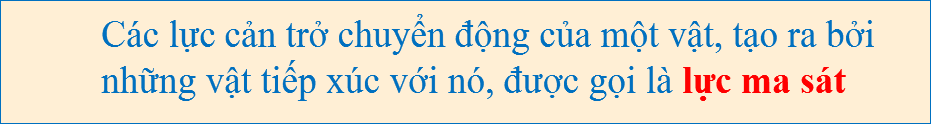 Các lực cản trở chuyển động của một vật, tạo ra bởi
những vật tiếp xúc với nó, được gọi là lực ma sát